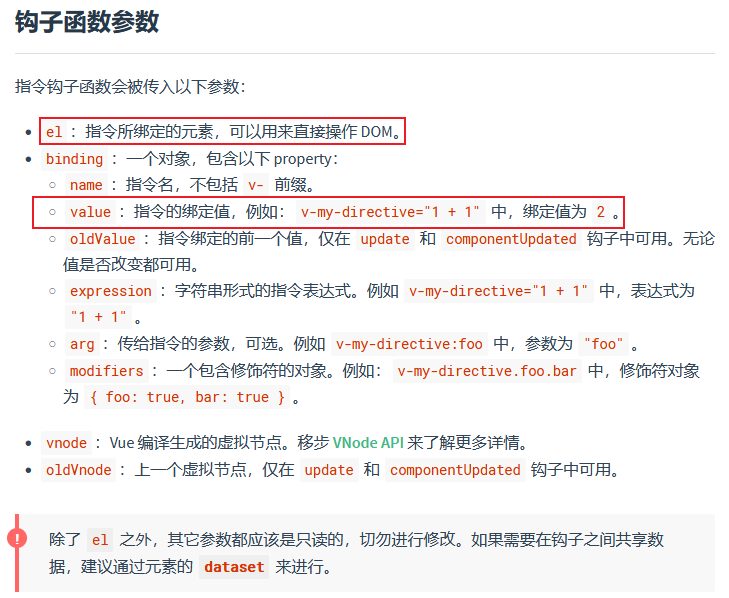 钩子函数参数
指令钩子函数会被传入以下参数：
el：指令所绑定的元素，可以用来直接操作 DOM。
binding：一个对象，包含以下 property：
name：指令名，不包括 v- 前缀。
value：指令的绑定值，例如：v-my-directive="1 + 1" 中，绑定值为 2。
oldValue：指令绑定的前一个值，仅在 update 和 componentUpdated 钩子中可用。无论
值是否改变都可用。
expression：字符串形式的指令表达式。例如 v-my-directive="1 + 1" 中，表达式为
"1 + 1"。
arg：传给指令的参数，可选。例如 v-my-directive:foo 中，参数为 "foo"。
modifiers：一个包含修饰符的对象。例如：v-my-directive.foo.bar 中，修饰符对象
为 { foo: true, bar: true }。
vnode：Vue 编译生成的虚拟节点。移步 VNode API 来了解更多详情。
oldVnode：上一个虚拟节点，仅在 update 和 componentUpdated 钩子中可用。
! 除了 el 之外，其它参数都应该是只读的，切勿进行修改。如果需要在钩子之间共享数
据，建议通过元素的 dataset 来进行。